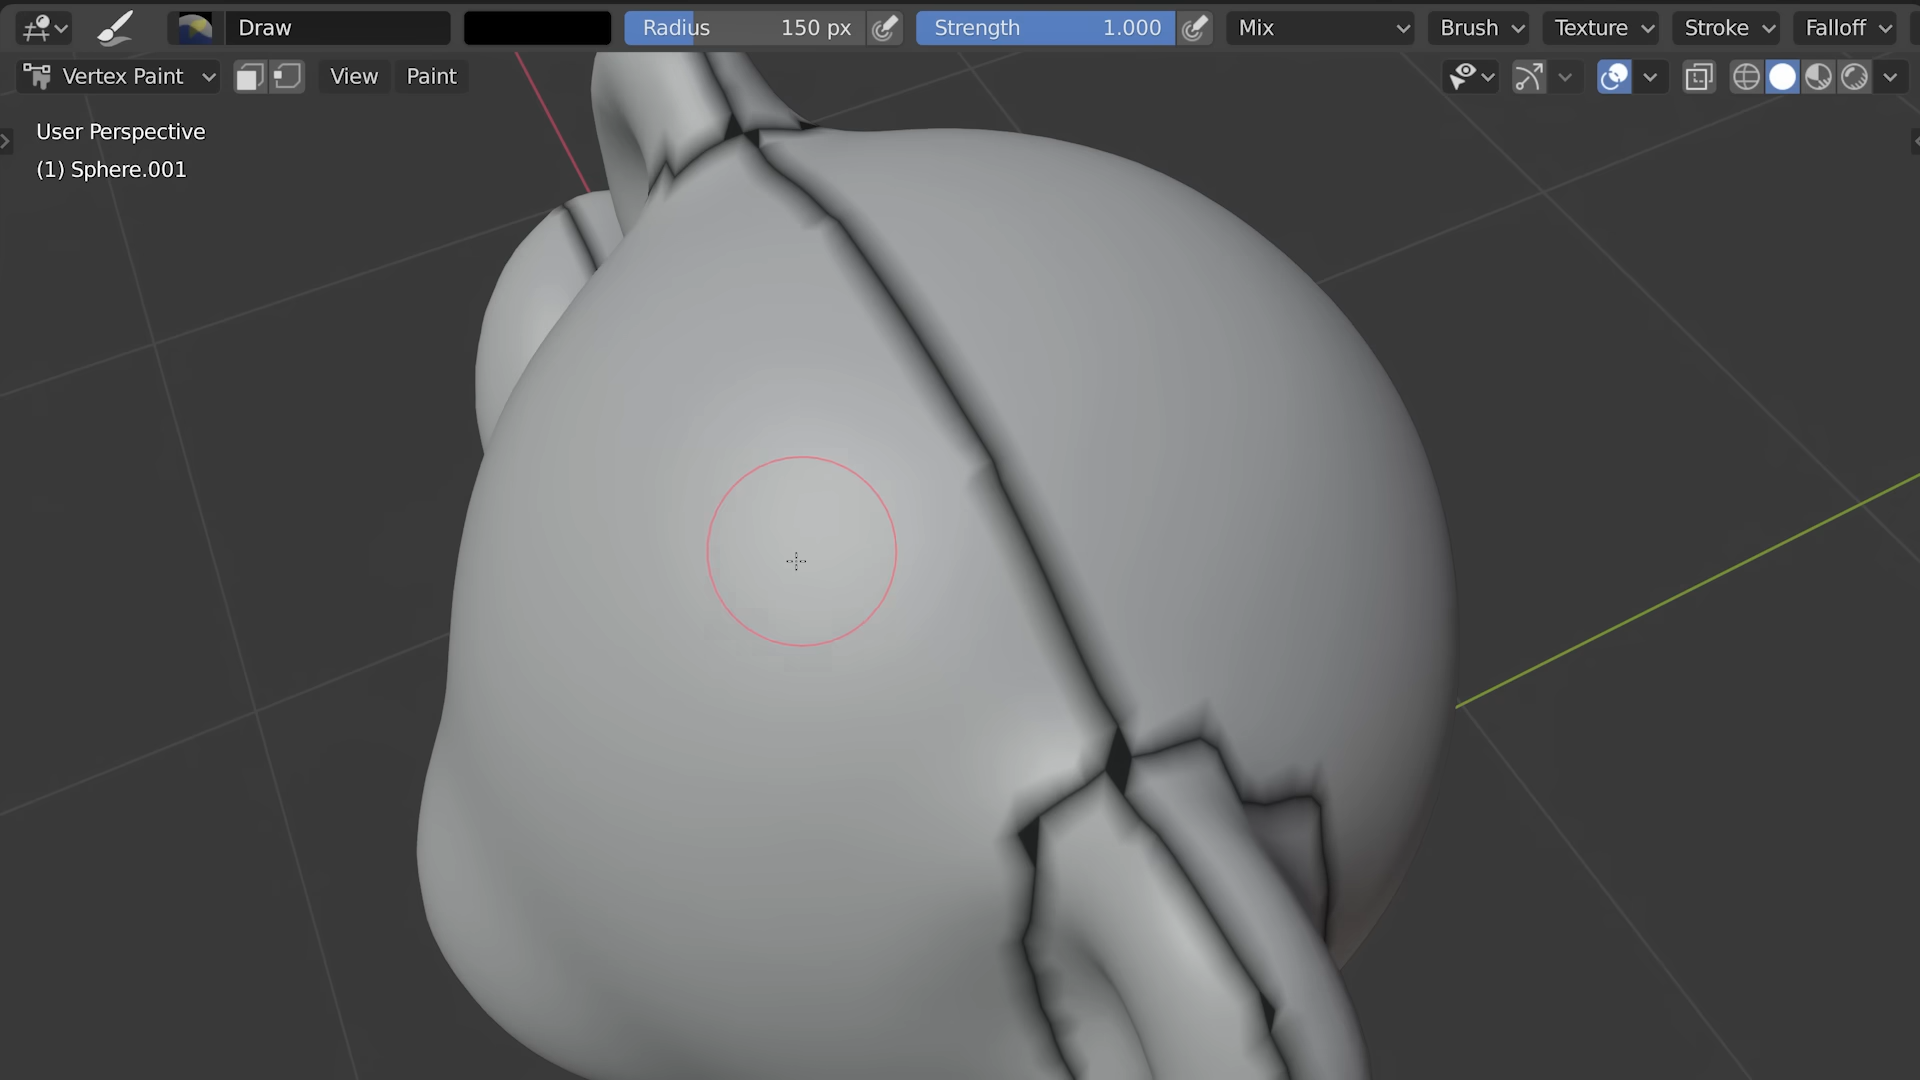 Draw Radius 150 px Strength 1.000 Mix Brush Texture Stroke Falloff
Vertex Paint View Paint
User Perspective
(1) Sphere.001